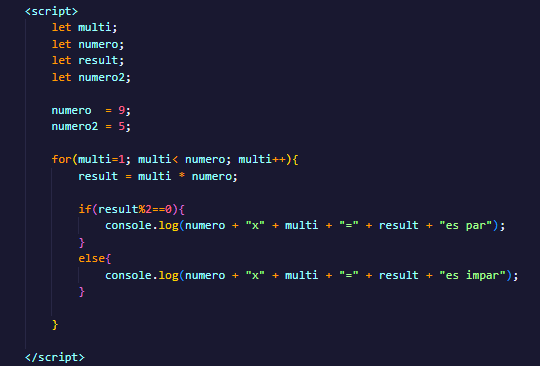 <script>
let multi;
let numero;
let result;
let numero2;
numero  = 9;
numero2 = 5;
for(multi=1; multi< numero; multi++){
result = multi * numero;
if(result%2==0){
console.log(numero + "x" + multi + "=" + result + "es par");
}
else{
console.log(numero + "x" + multi + "=" + result + "es impar");
}
}
</script>